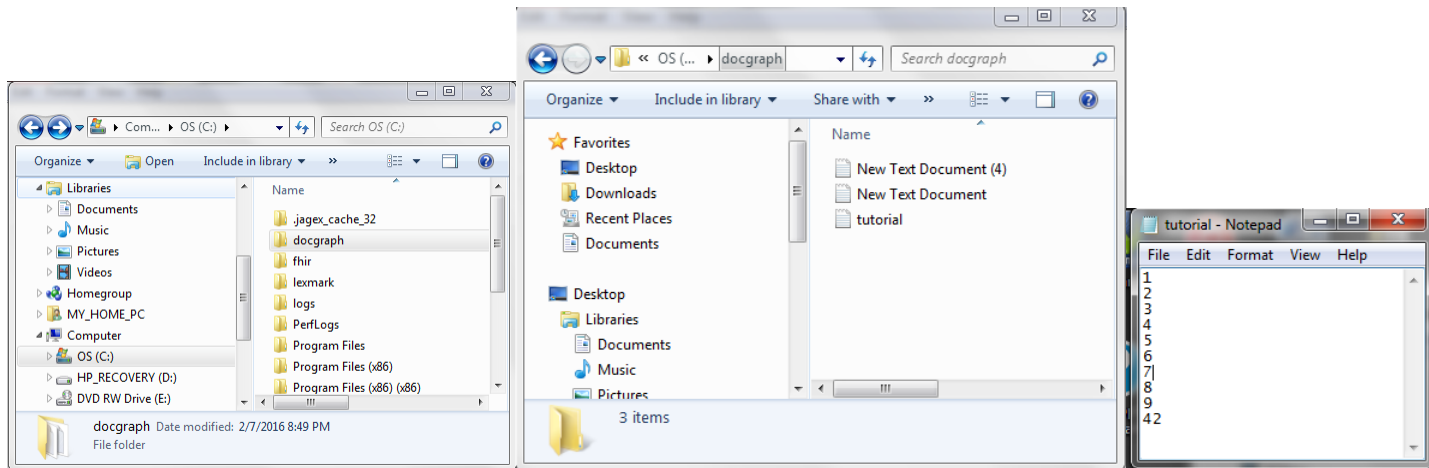 Com... OS (C:)
Search OS (C:)
Organize Open Include in library »
Libraries
Documents
Music
Pictures
Videos
Homegroup
MY_HOME_PC
Computer
OS (C:)
HP_RECOVERY (D:)
DVD RW Drive (E:)
Name
.jagex_cache_32
docgraph
fhir
lexmark
logs
PerfLogs
Program Files
Program Files (x86)
Program Files (x86) (x86)
docgraph Date modified: 2/7/2016 8:49 PM
File folder
« OS (... docgraph
Search docgraph
Organize Include in library Share with »
Favorites
Desktop
Downloads
Recent Places
Documents
Desktop
Libraries
Documents
Music
Pictures
Name
New Text Document (4)
New Text Document
tutorial
3 items
tutorial - Notepad
File Edit Format View Help
1
2
3
4
5
6
7
8
9
42